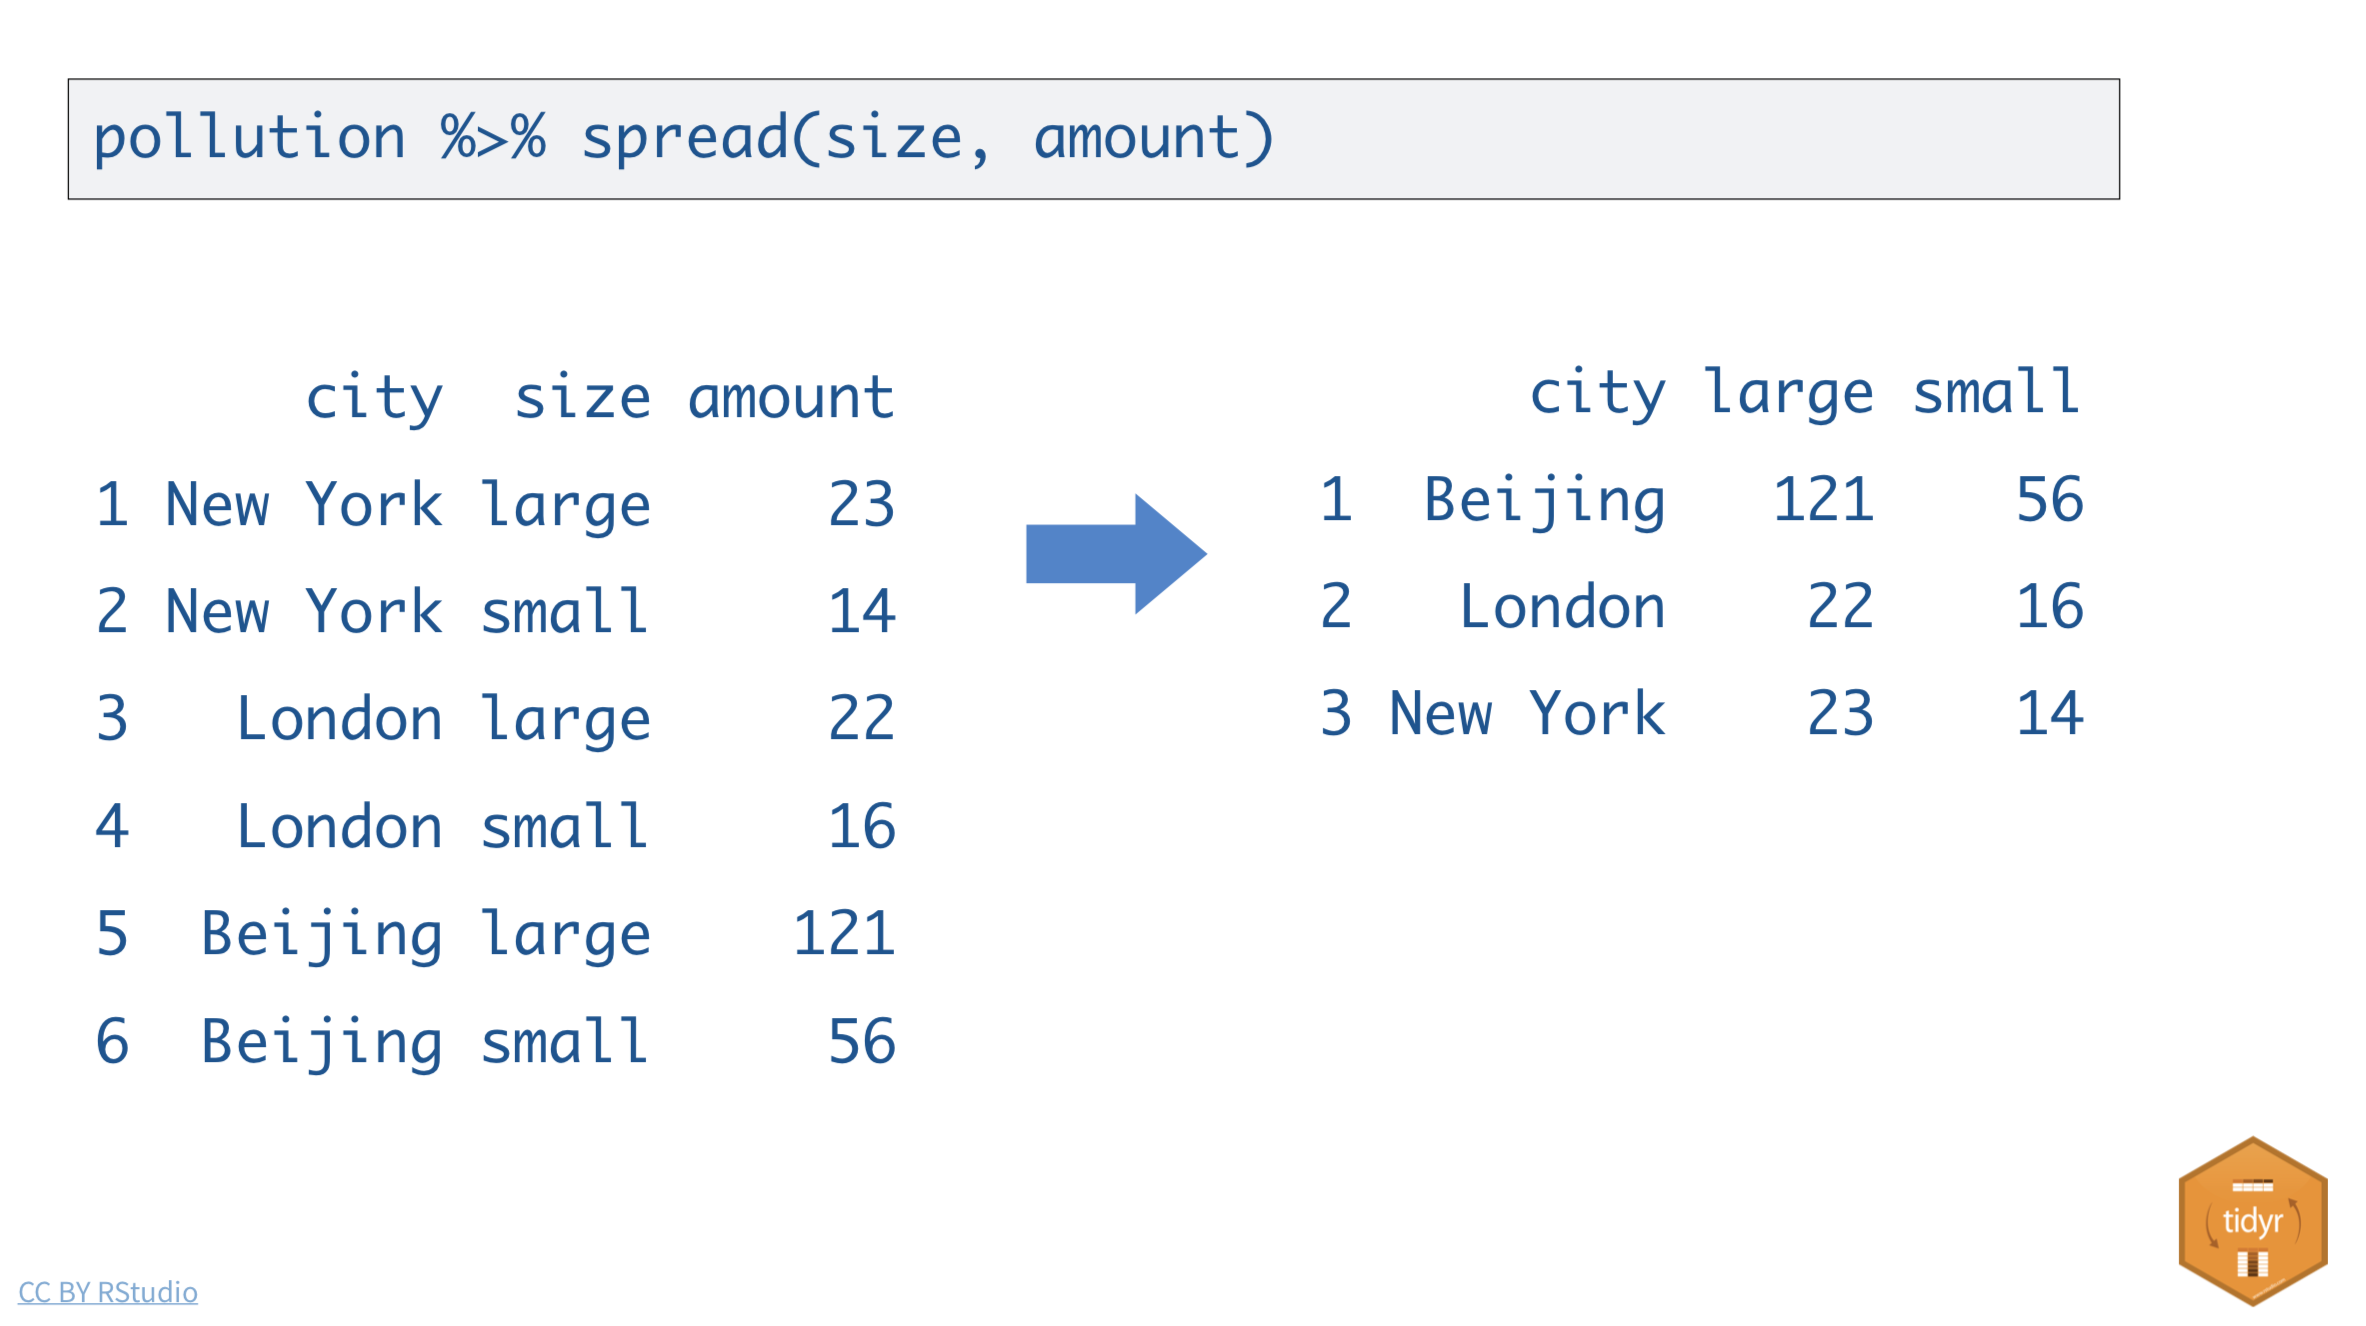 pollution %>% spread(size, amount)
city size amount
1 New York large 23
2 New York small 14
3 London large 22
4 London small 16
5 Beijing large 121
6 Beijing small 56
city large small
1 Beijing 121 56
2 London 22 16
3 New York 23 14
tidyr
CC BY RStudio